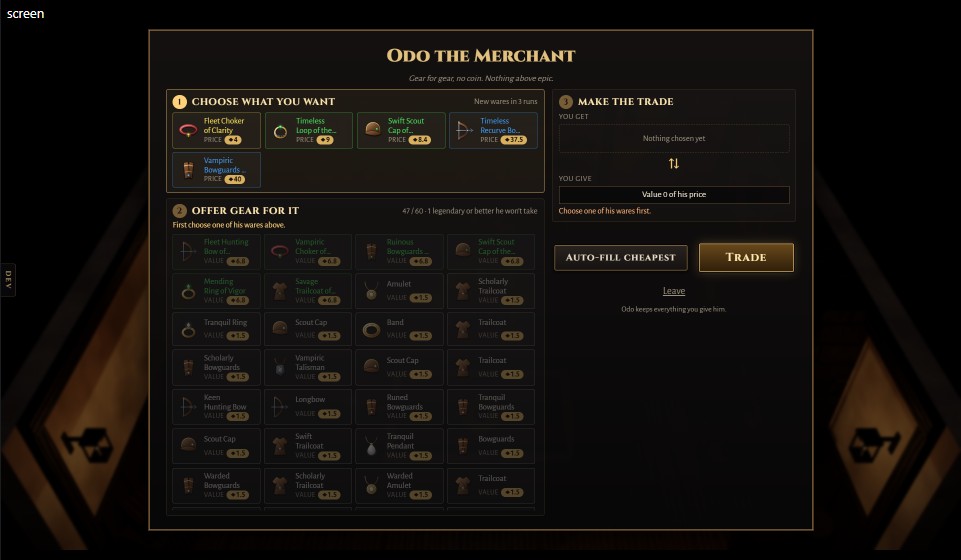 screen
ODO THE MERCHANT
Gear for gear, no coin. Nothing above epic.
1 CHOOSE WHAT YOU WANT
New wares in 3 runs
Fleet Choker
of Clarity
PRICE 4
Timeless
Loop of the...
PRICE 9
Swift Scout
Cap of...
PRICE 8.4
Timeless
Recurve Bo...
PRICE 37.5
Vampiric
Bowguards ...
PRICE 40
2 OFFER GEAR FOR IT
47 / 60 · 1 legendary or better he won't take
First choose one of his wares above.
Fleet Hunting
Bow of...
VALUE 6.8
Vampiric
Choker of...
VALUE 6.8
Ruinous
Bowguards...
VALUE 6.8
Swift Scout
Cap of the...
VALUE 6.8
Mending
Ring of Vigor
VALUE 6.8
Savage
Trailcoat of...
VALUE 6.8
Amulet
VALUE 1.5
Scholarly
Trailcoat
VALUE 1.5
Tranquil Ring
VALUE 1.5
Scout Cap
VALUE 1.5
Band
VALUE 1.5
Trailcoat
VALUE 1.5
Scholarly
Bowguards
VALUE 1.5
Vampiric
Talisman
VALUE 1.5
Scout Cap
VALUE 1.5
Trailcoat
VALUE 1.5
Keen
Hunting Bow
VALUE 1.5
Longbow
VALUE 1.5
Runed
Bowguards
VALUE 1.5
Tranquil
Bowguards
VALUE 1.5
Scout Cap
VALUE 1.5
Swift
Trailcoat
VALUE 1.5
Tranquil
Pendant
VALUE 1.5
Bowguards
VALUE 1.5
Warded
Bowguards
VALUE 1.5
Scholarly
Trailcoat
VALUE 1.5
Warded
Amulet
VALUE 1.5
Trailcoat
VALUE 1.5
3 MAKE THE TRADE
YOU GET
Nothing chosen yet
YOU GIVE
Value 0 of his price
Choose one of his wares first.
AUTO-FILL CHEAPEST
TRADE
Leave
Odo keeps everything you give him.
DEV